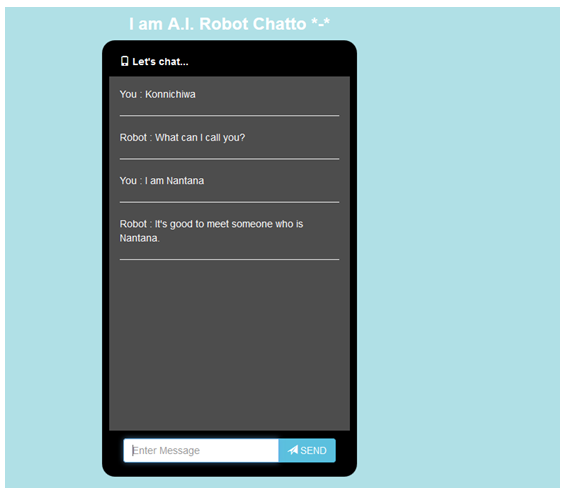 I am A.I. Robot Chatto *-*
Let's chat...
You : Konnichiwa
Robot : What can I call you?
You : I am Nantana
Robot : It's good to meet someone who is
Nantana.
Enter Message
SEND